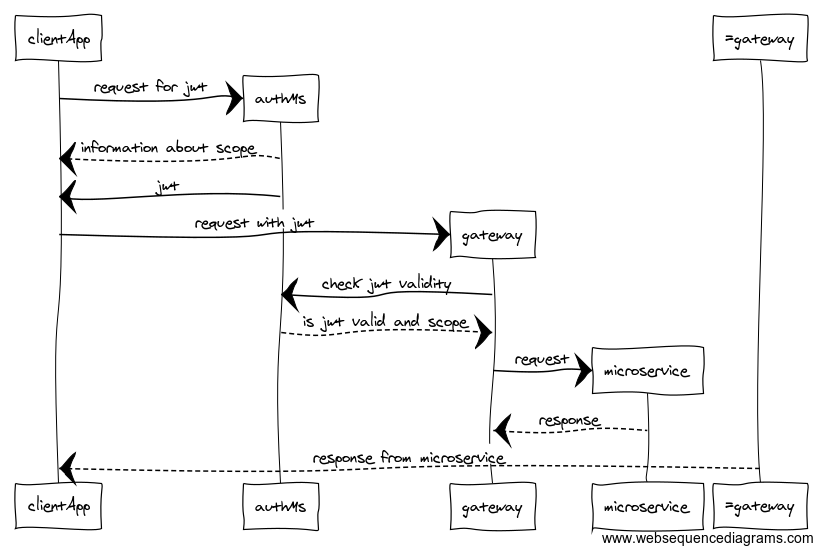 clientApp
=gateway
request for jwt
authMs
information about scope
jwt
request with jwt
gateway
check jwt validity
is jwt valid and scope
request
microservice
response
response from microservice
clientApp
authMs
gateway
microservice
=gateway
www.websequencediagrams.com